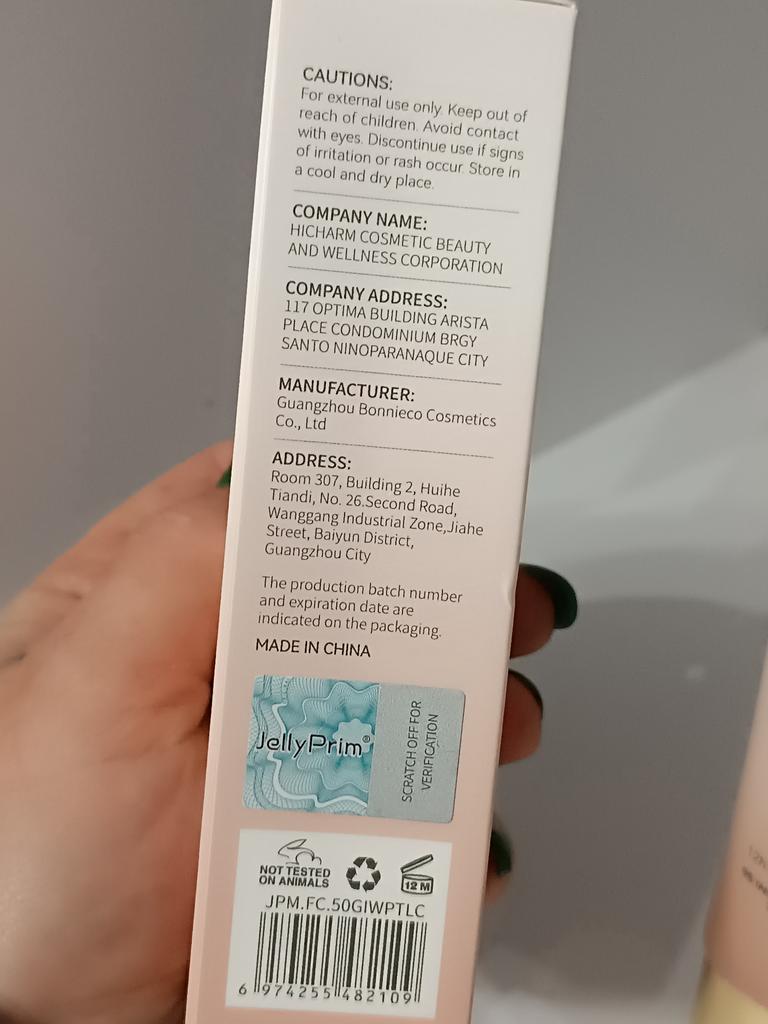 CAUTIONS:
For external use only. Keep out of
reach of children. Avoid contact
with eyes. Discontinue use if signs
of irritation or rash occur. Store in
a cool and dry place.
COMPANY NAME:
HICHARM COSMETIC BEAUTY
AND WELLNESS CORPORATION
COMPANY ADDRESS:
117 OPTIMA BUILDING ARISTA
PLACE CONDOMINIUM BRGY
SANTO NINOPARANAQUE CITY
MANUFACTURER:
Guangzhou Bonnieco Cosmetics
Co., Ltd
ADDRESS:
Room 307, Building 2, Huihe
Tiandi, No. 26.Second Road,
Wanggang Industrial Zone,Jiahe
Street, Baiyun District,
Guangzhou City
The production batch number
and expiration date are
indicated on the packaging.
MADE IN CHINA
JellyPrim®
SCRATCH OFF FOR
VERIFICATION
NOT TESTED
ON ANIMALS
12 M
JPM.FC.50GIWPTLC
6 974255 482109